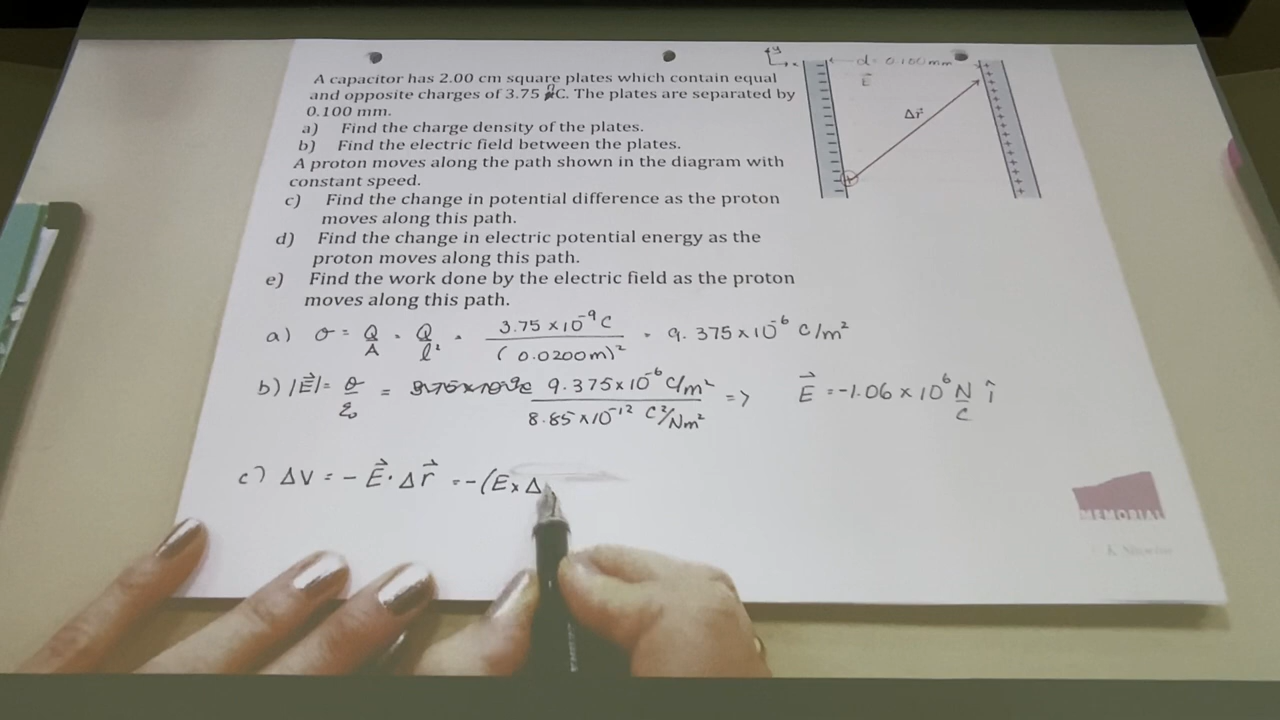 A capacitor has 2.00 cm square plates which contain equal
and opposite charges of 3.75 nC. The plates are separated by
0.100 mm.
a) Find the charge density of the plates.
b) Find the electric field between the plates.
A proton moves along the path shown in the diagram with
constant speed.
c) Find the change in potential difference as the proton
moves along this path.
d) Find the change in electric potential energy as the
proton moves along this path.
e) Find the work done by the electric field as the proton
moves along this path.
y
x
d = 0.100mm
E⃗
Δr⃗
a) σ = Q/A = Q/l² = 3.75 × 10⁻⁹ C / (0.0200m)² = 9.375 × 10⁻⁶ C/m²
b) |E⃗| = σ/ε₀ = 9.375 × 10⁻⁶ C/m² / 8.85 × 10⁻¹² C²/Nm² => E⃗ = -1.06 × 10⁶ N/C î
c) ΔV = - E⃗ · Δr⃗ = -(Eₓ Δ
MEMORIAL